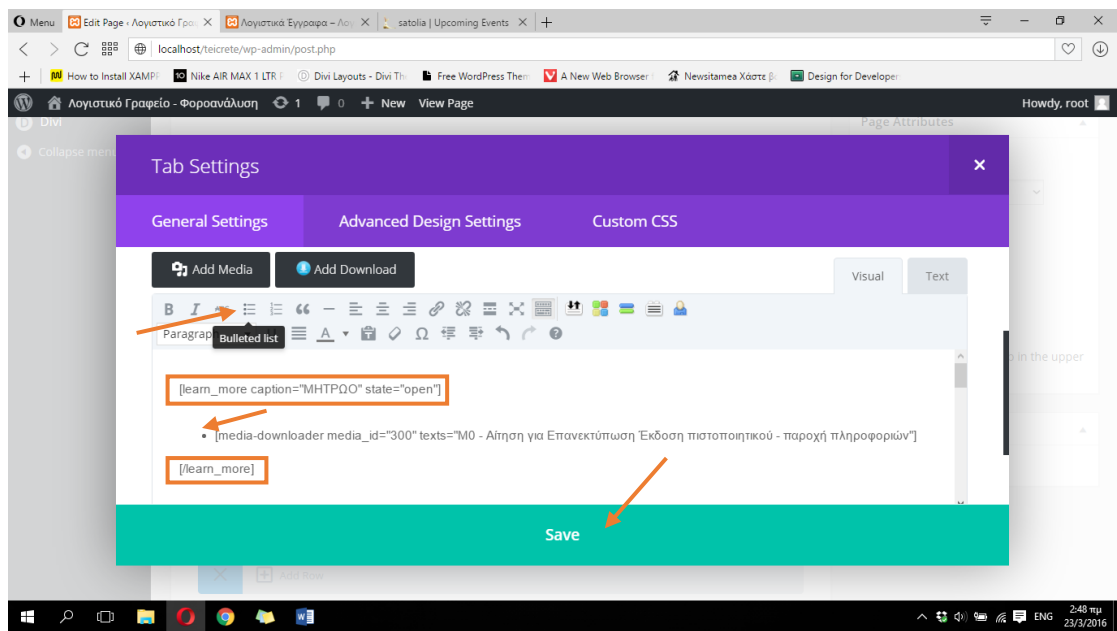 Menu Edit Page ‹ Λογιστικό Γρα Λογιστικά Έγγραφα – Λογ satolia | Upcoming Events
localhost/teicrete/wp-admin/post.php
How to Install XAMPP Nike AIR MAX 1 LTR Divi Layouts - Divi Th Free WordPress Them A New Web Browser Newsitamea Χάστε βα Design for Developer
Λογιστικό Γραφείο - Φοροανάλυση 1 0 New View Page Howdy, root
Divi Page Attributes
Collapse menu
Tab Settings
General Settings Advanced Design Settings Custom CSS
Add Media Add Download Visual Text
Paragraph
Bulleted list
in the upper
[learn_more caption="ΜΗΤΡΩΟ" state="open"]
• [media-downloader media_id="300" texts="Μ0 - Αίτηση για Επανεκτύπωση Έκδοση πιστοποιητικού - παροχή πληροφοριών"]
[/learn_more]
Save
Add Row
ENG 2:48 πμ
23/3/2016